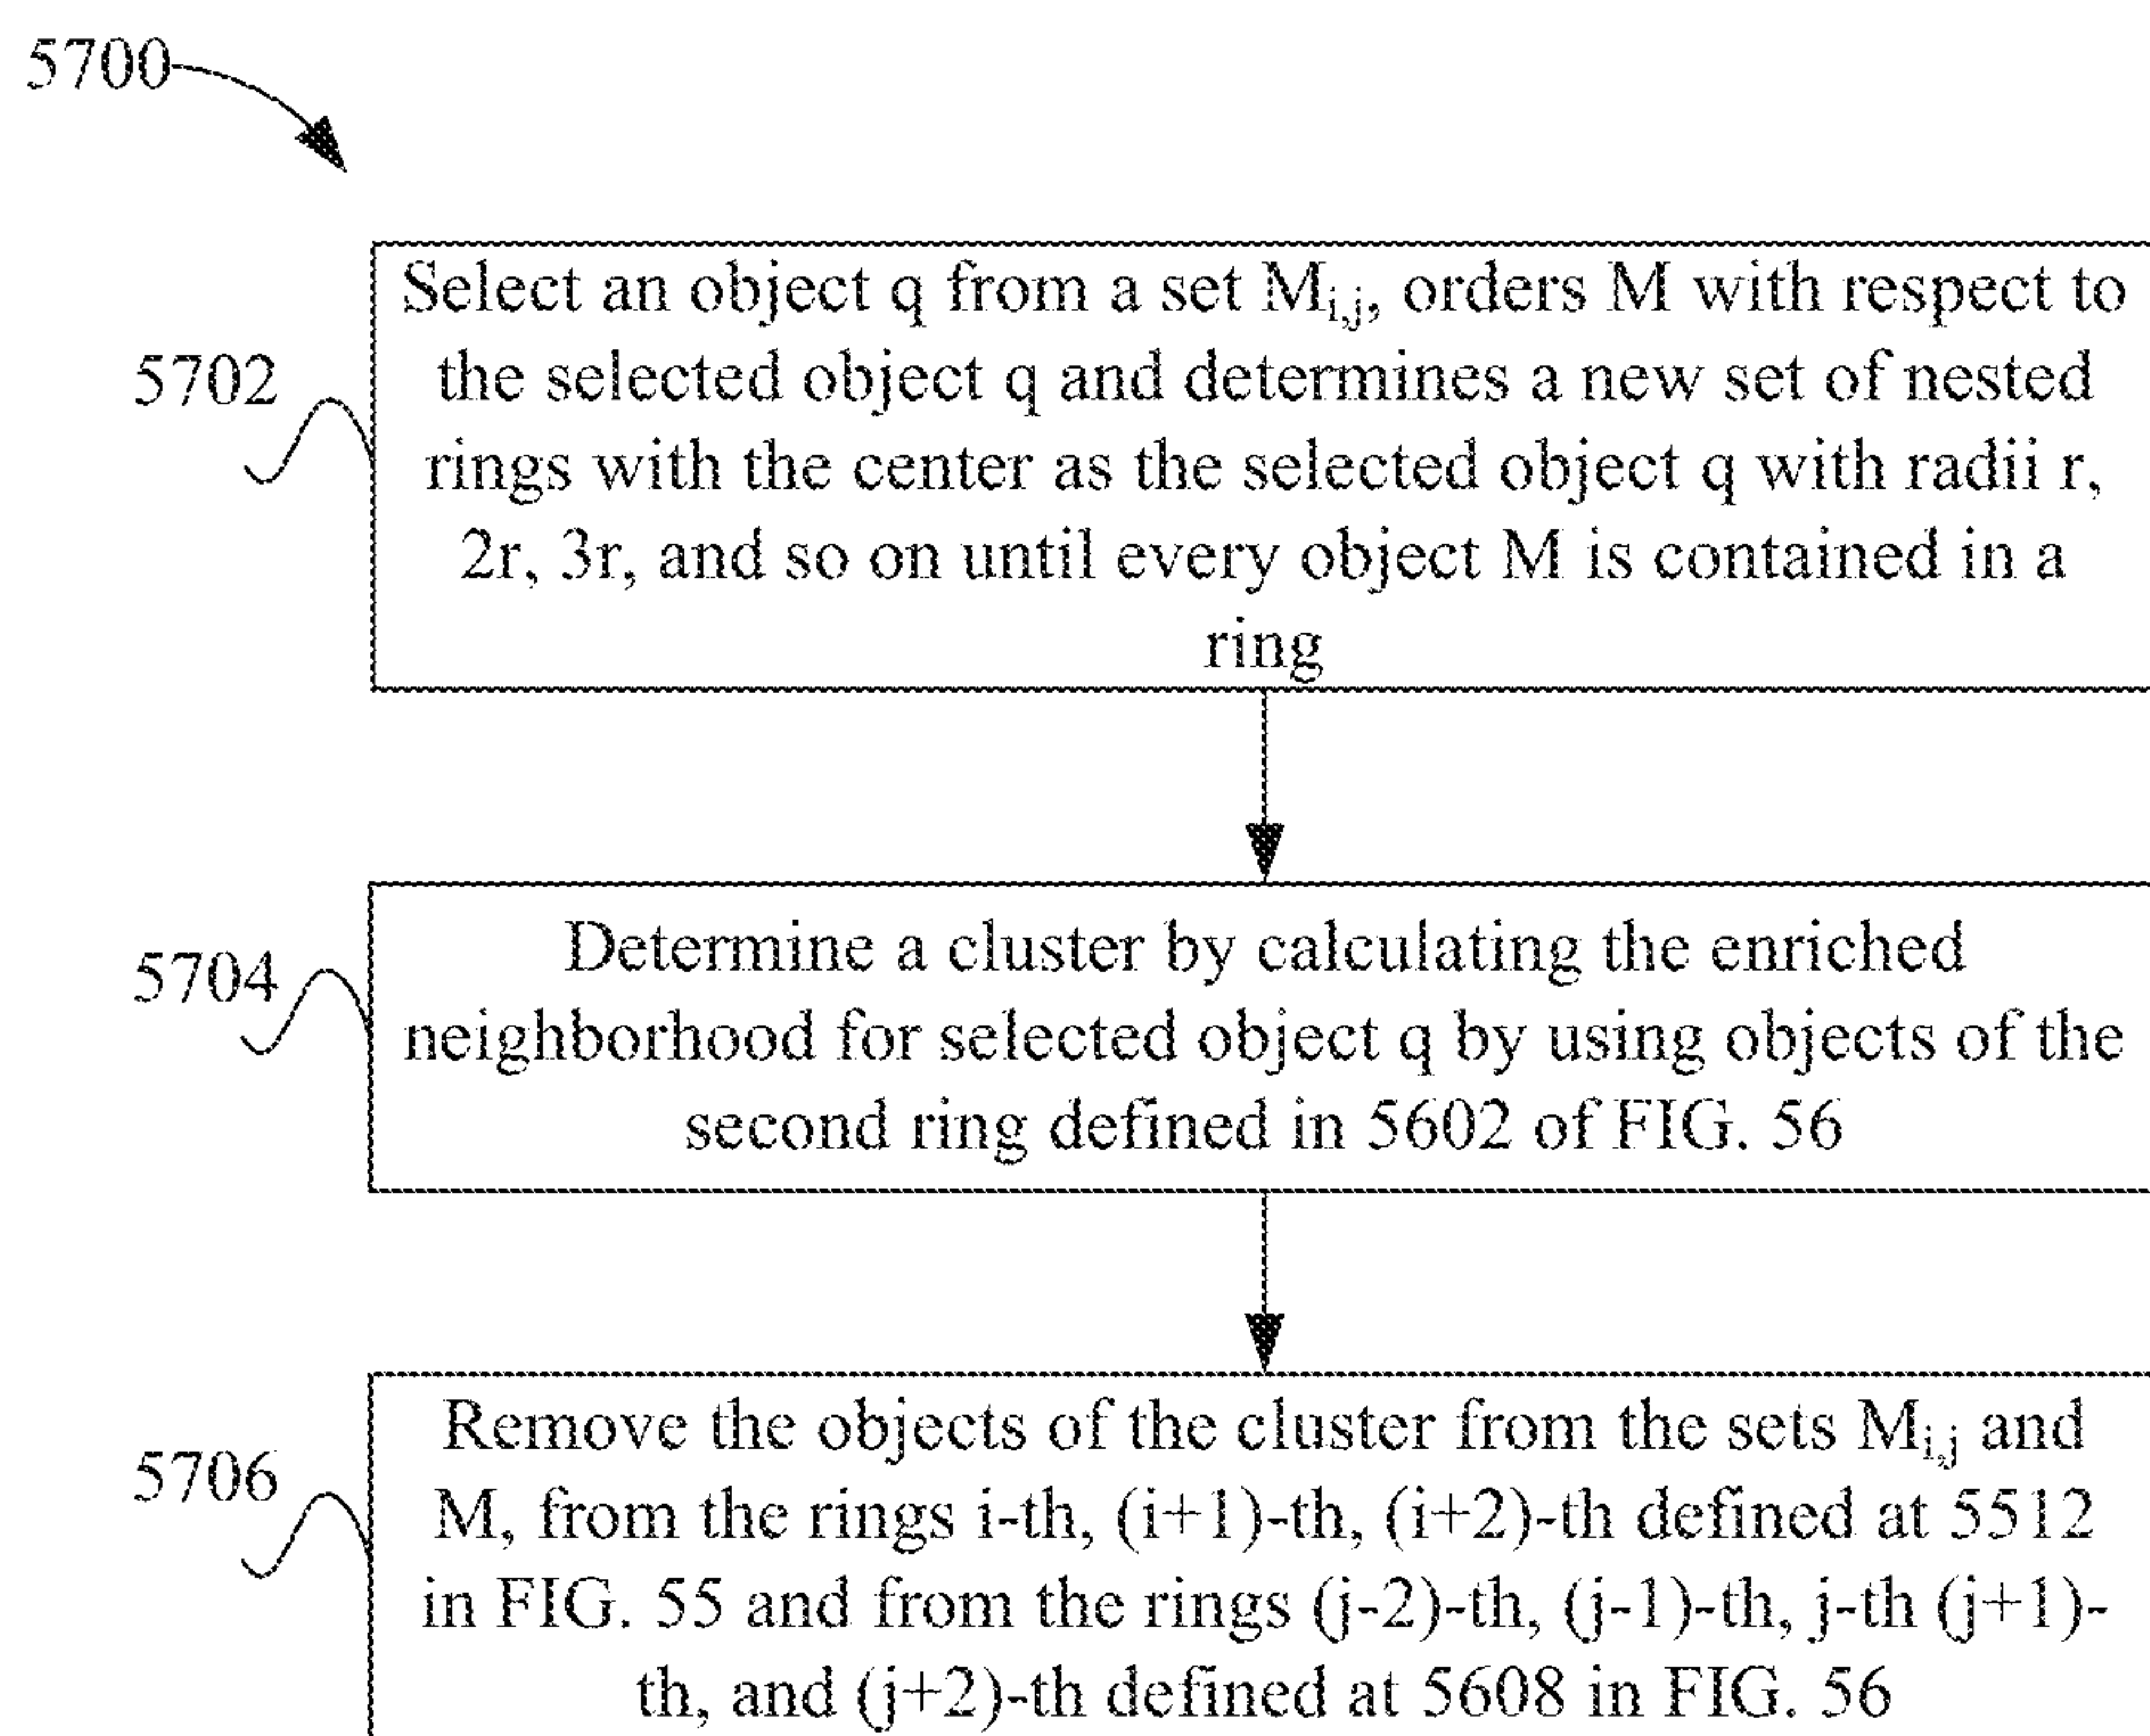 5700
5702
Select an object q from a set Mi,j, orders M with respect to
the selected object q and determines a new set of nested
rings with the center as the selected object q with radii r,
2r, 3r, and so on until every object M is contained in a
ring
5704
Determine a cluster by calculating the enriched
neighborhood for selected object q by using objects of the
second ring defined in 5602 of FIG. 56
5706
Remove the objects of the cluster from the sets Mi,j and
M, from the rings i-th, (i+1)-th, (i+2)-th defined at 5512
in FIG. 55 and from the rings (j-2)-th, (j-1)-th, j-th (j+1)-
th, and (j+2)-th defined at 5608 in FIG. 56